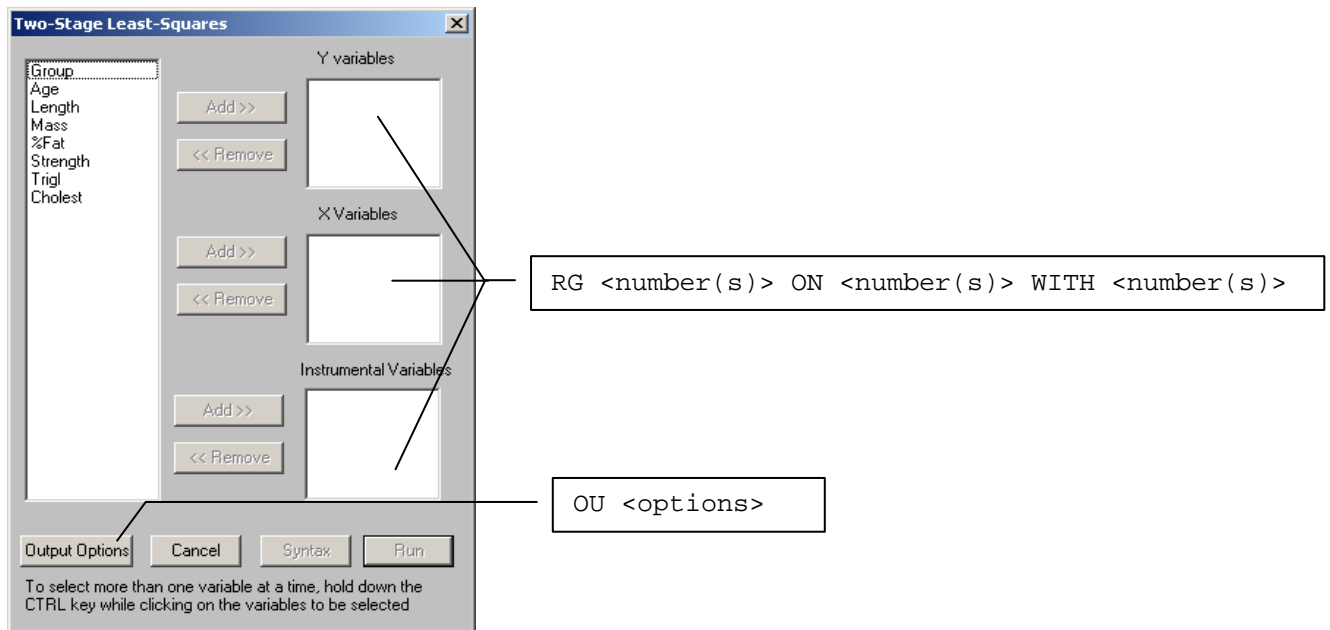 Two-Stage Least-Squares
Group
Age
Length
Mass
%Fat
Strength
Trigl
Cholest
Y variables
Add >>
<< Remove
X Variables
Add >>
<< Remove
Instrumental Variables
Add >>
<< Remove
RG <number(s)> ON <number(s)> WITH <number(s)>
OU <options>
Output Options
Cancel
Syntax
Run
To select more than one variable at a time, hold down the
CTRL key while clicking on the variables to be selected